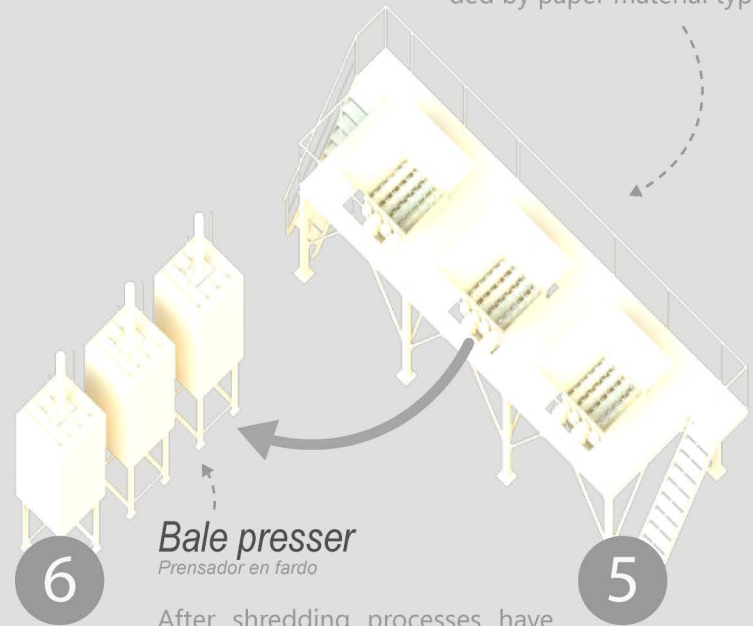 ded by paper material typ
Bale presser
Prensador en fardo
6
5
After shredding processes have